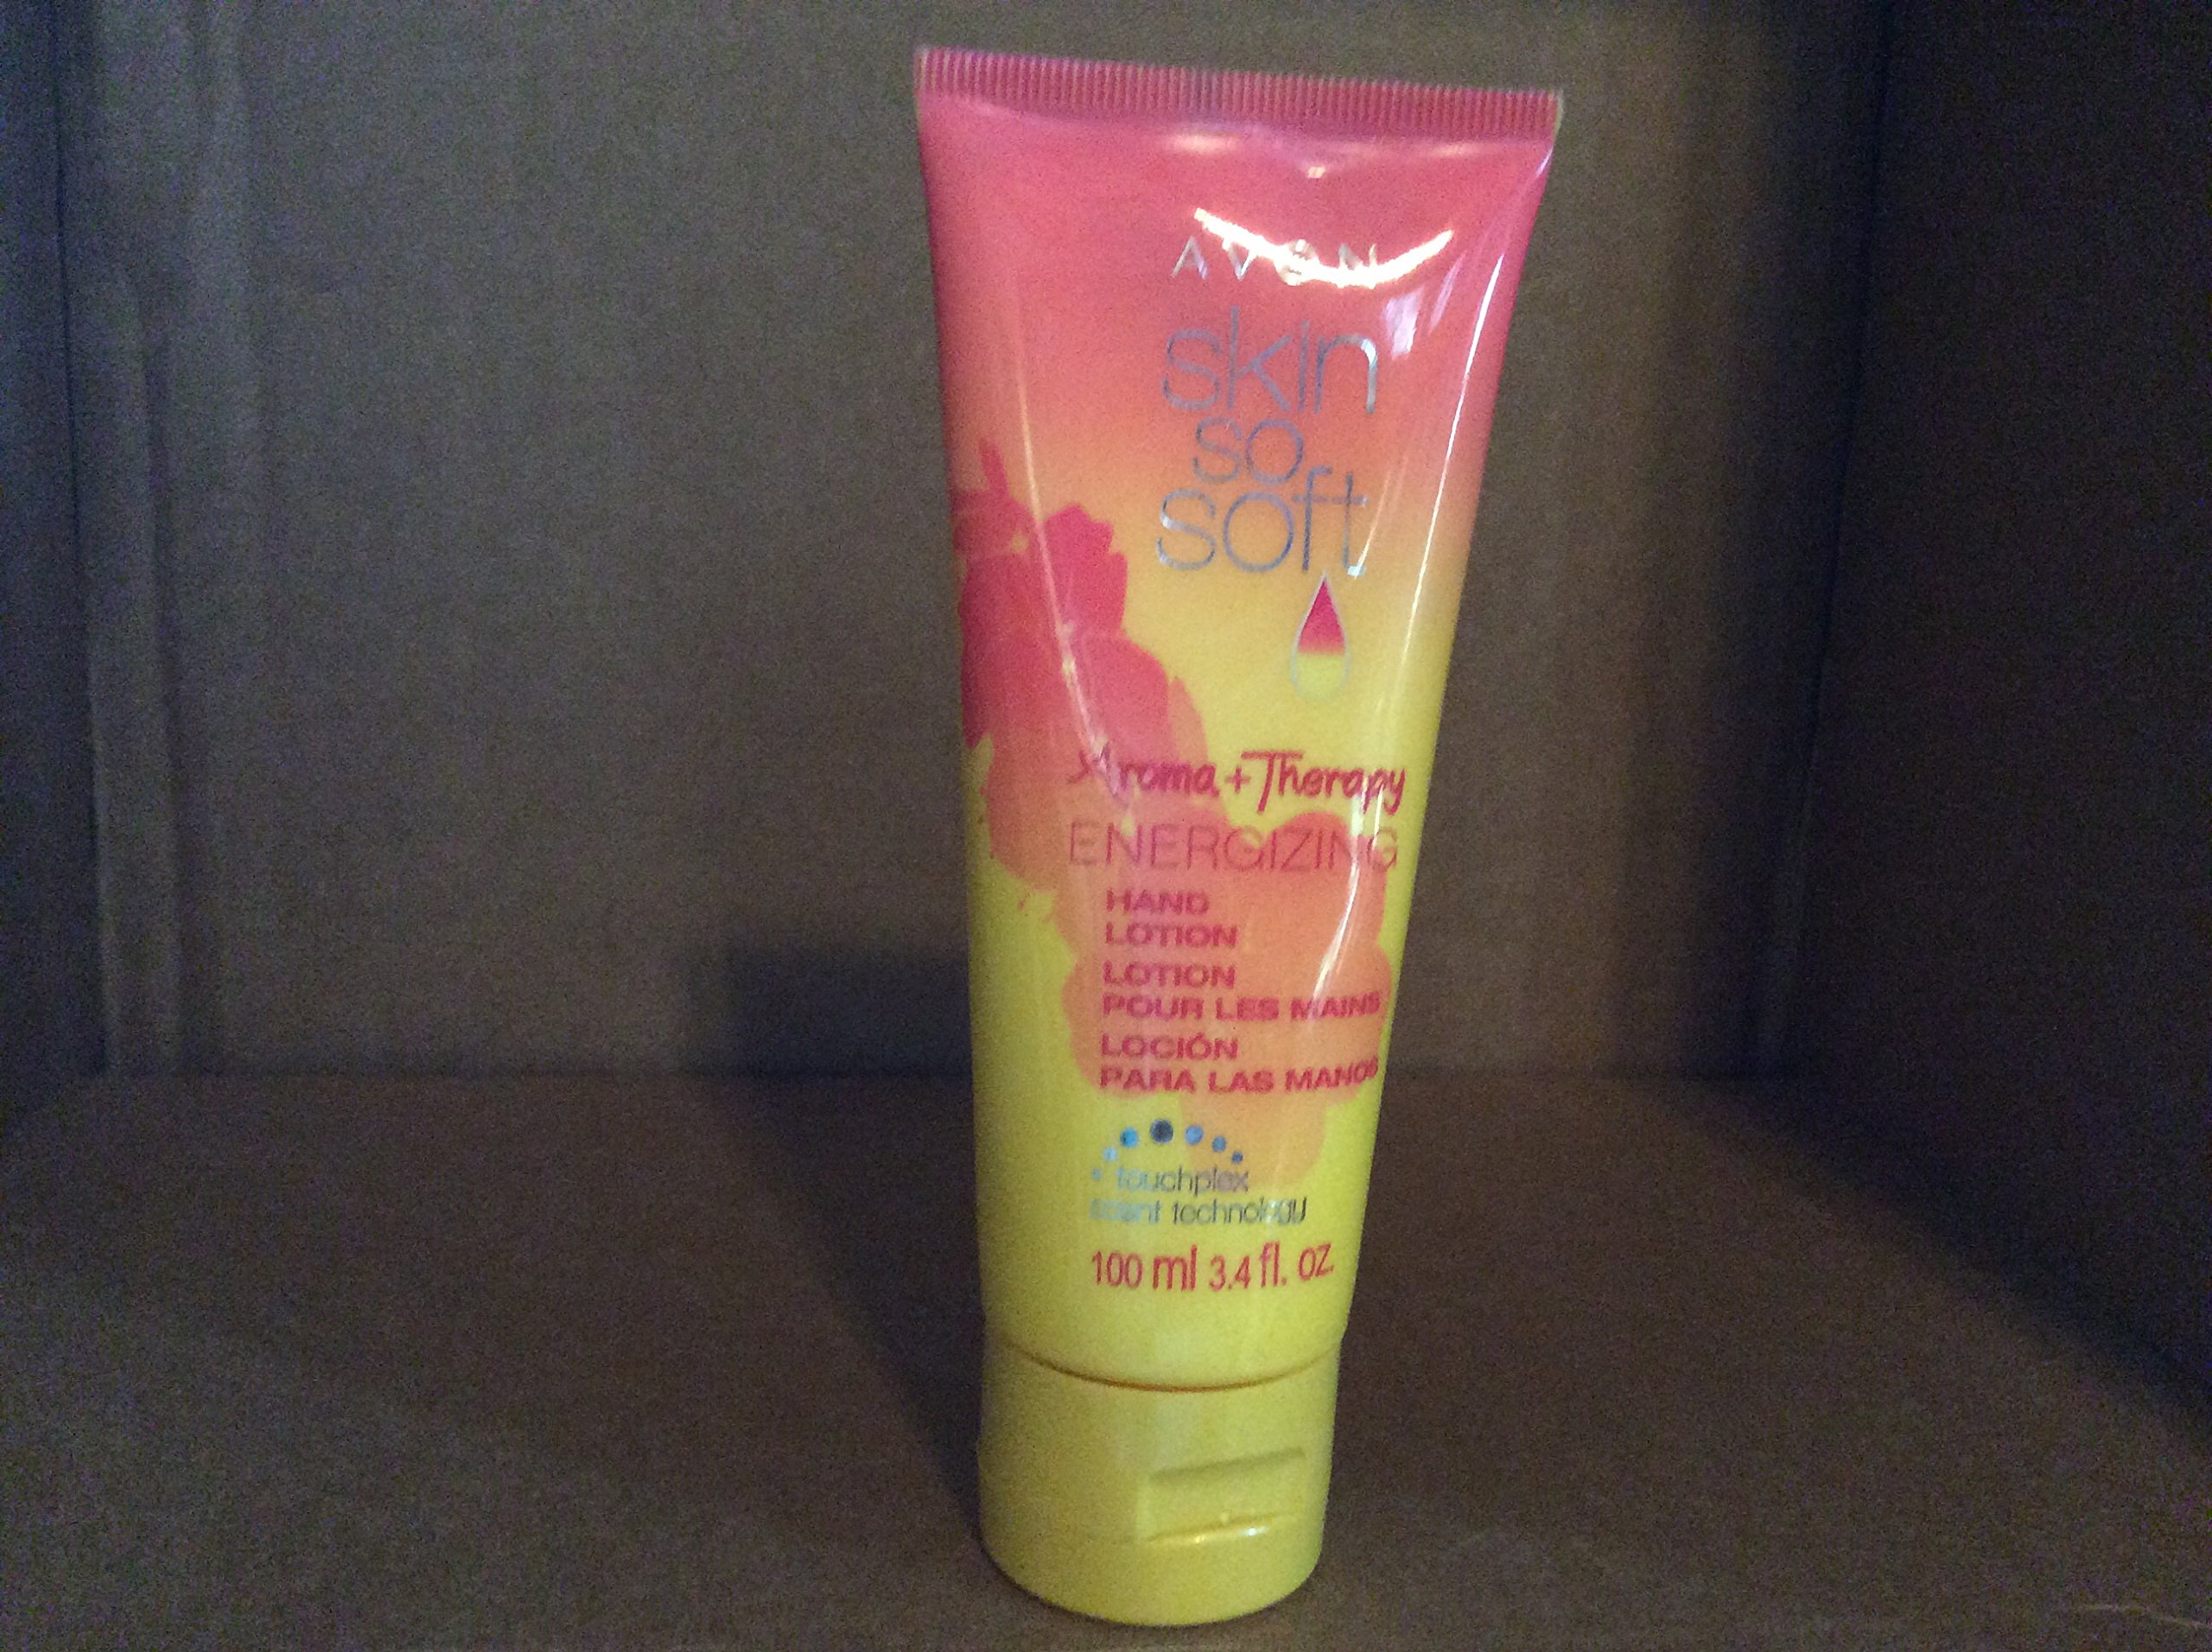 AVON
skin
so
soft
Aroma + Therapy
ENERGIZING
HAND
LOTION
LOTION
POUR LES MAINS
LOCIÓN
PARA LAS MANOS
touchplex
scent technology
100 ml 3.4 fl. oz.